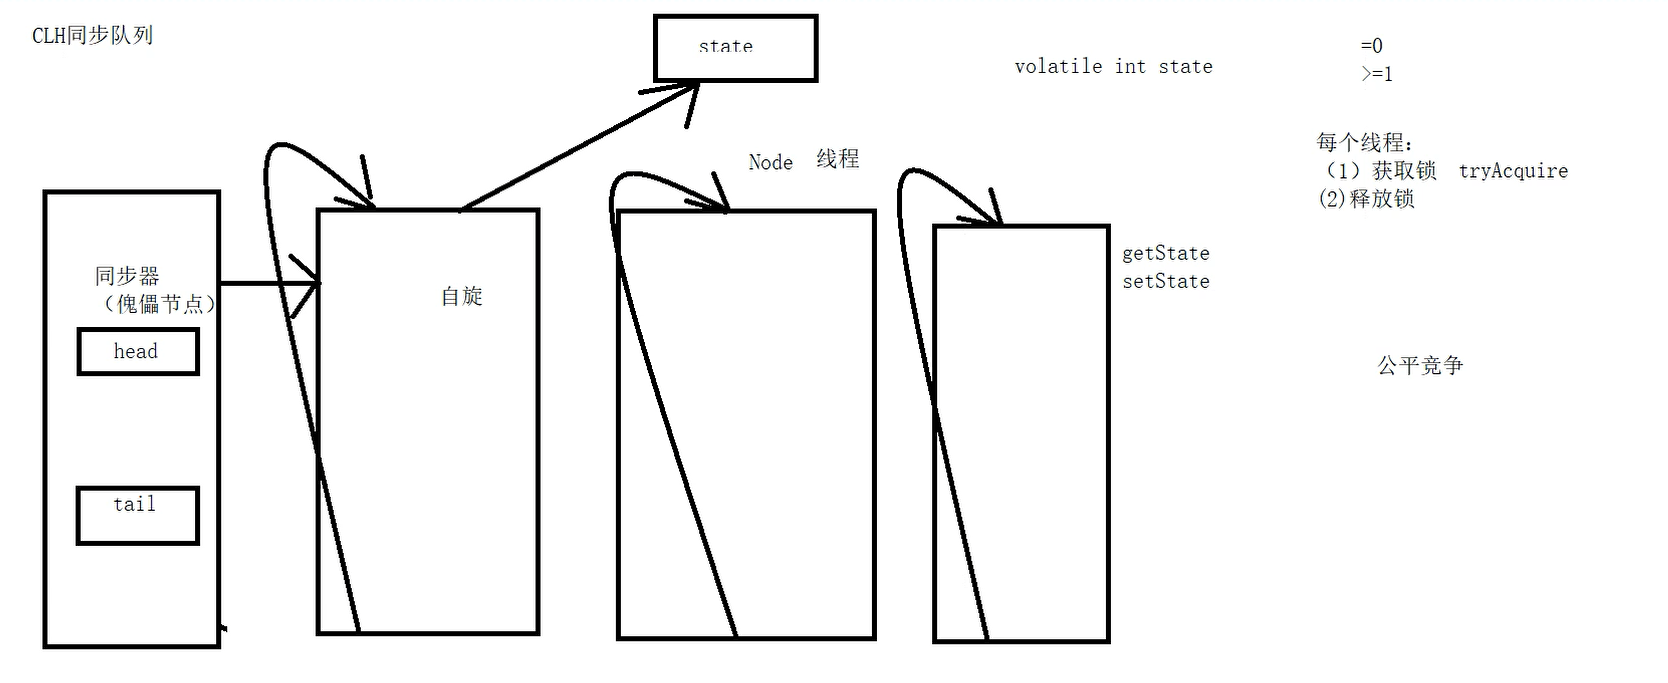 CLH同步队列
state
volatile int state
=0
>=1
每个线程：
（1）获取锁 tryAcquire
(2)释放锁
Node 线程
同步器
（傀儡节点）
head
tail
自旋
getState
setState
公平竞争